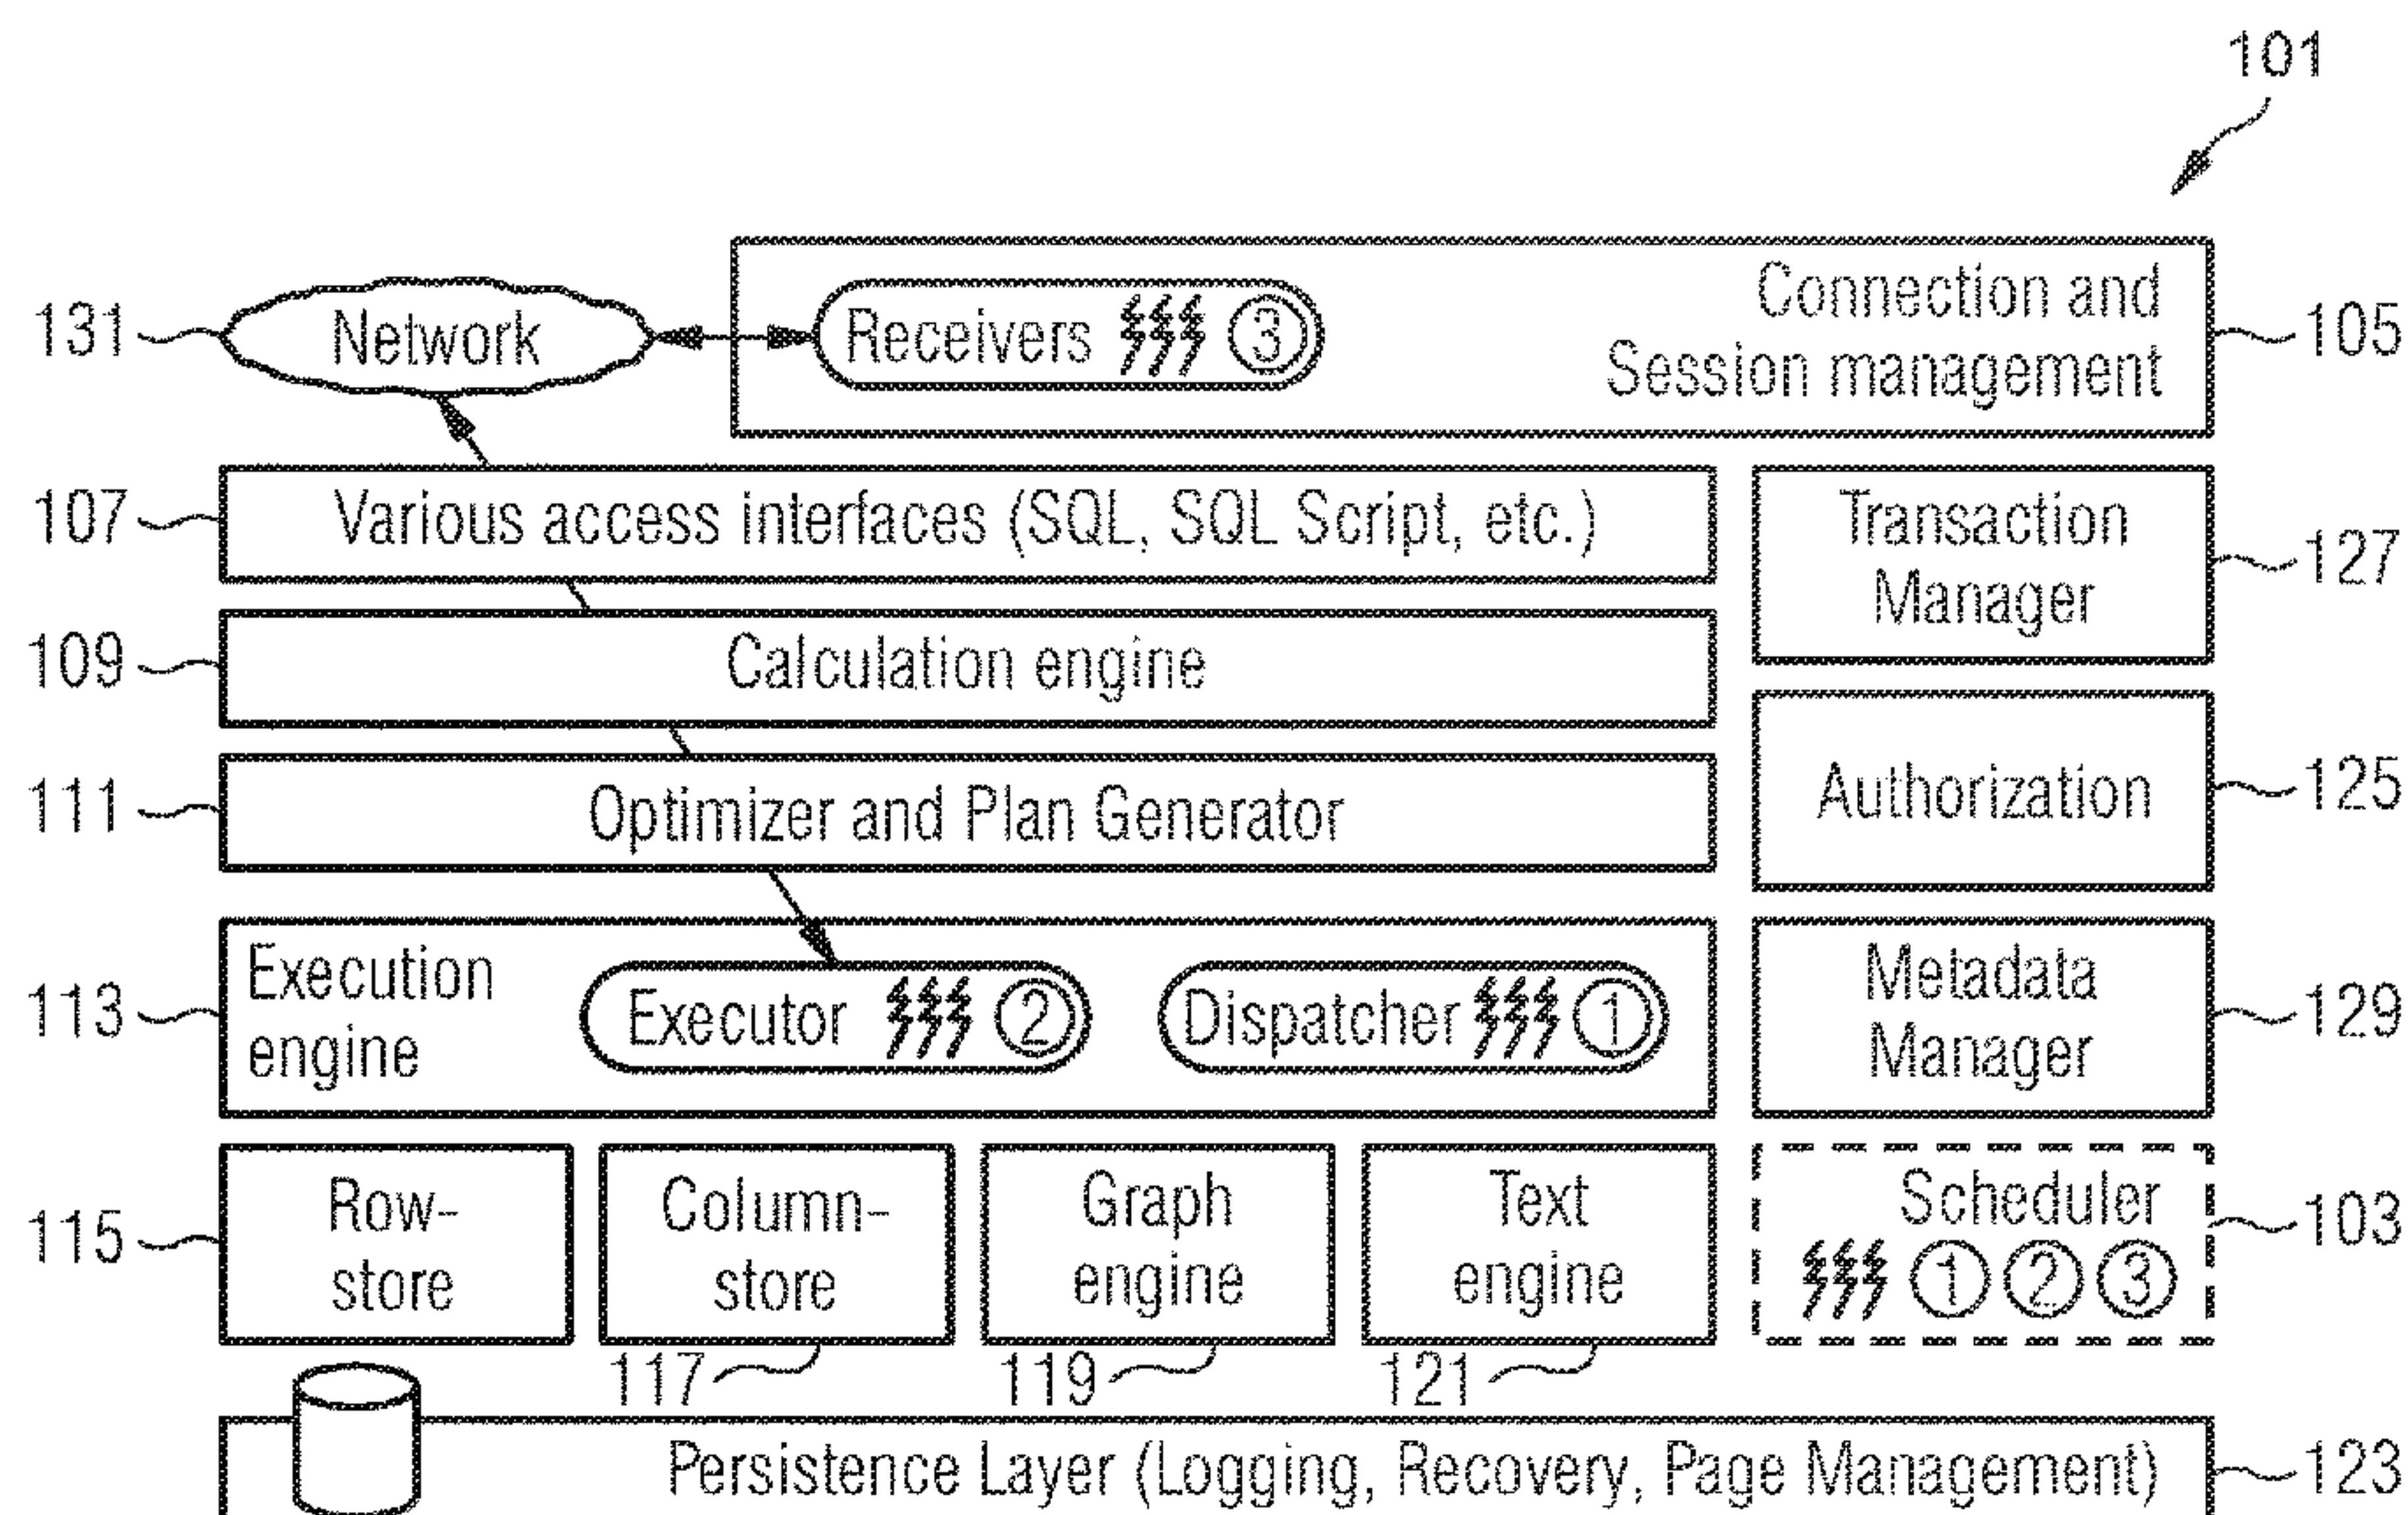 101
131
Network
Receivers 3
Connection and
Session management
105
107
Various access interfaces (SQL, SQL Script, etc.)
Transaction
Manager
127
109
Calculation engine
111
Optimizer and Plan Generator
Authorization
125
113
Execution
engine
Executor 2
Dispatcher 1
Metadata
Manager
129
115
Row-
store
Column-
store
Graph
engine
Text
engine
Scheduler
1 2 3
103
117
119
121
Persistence Layer (Logging, Recovery, Page Management)
123